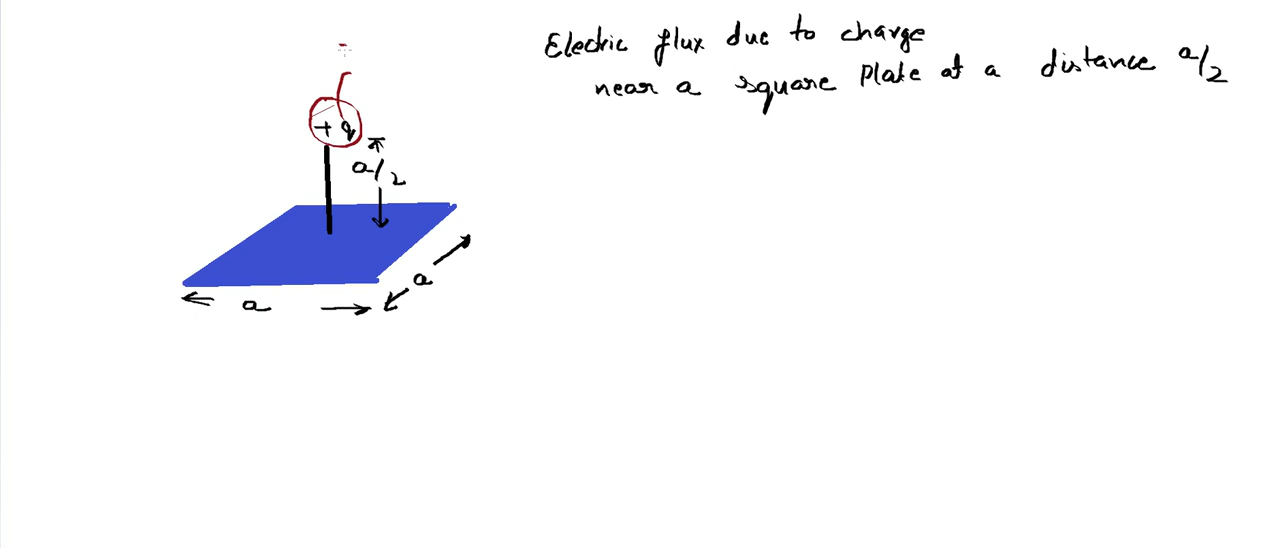 Electric flux due to charge
near a square plate at a distance a/2
+q
a/2
a
a